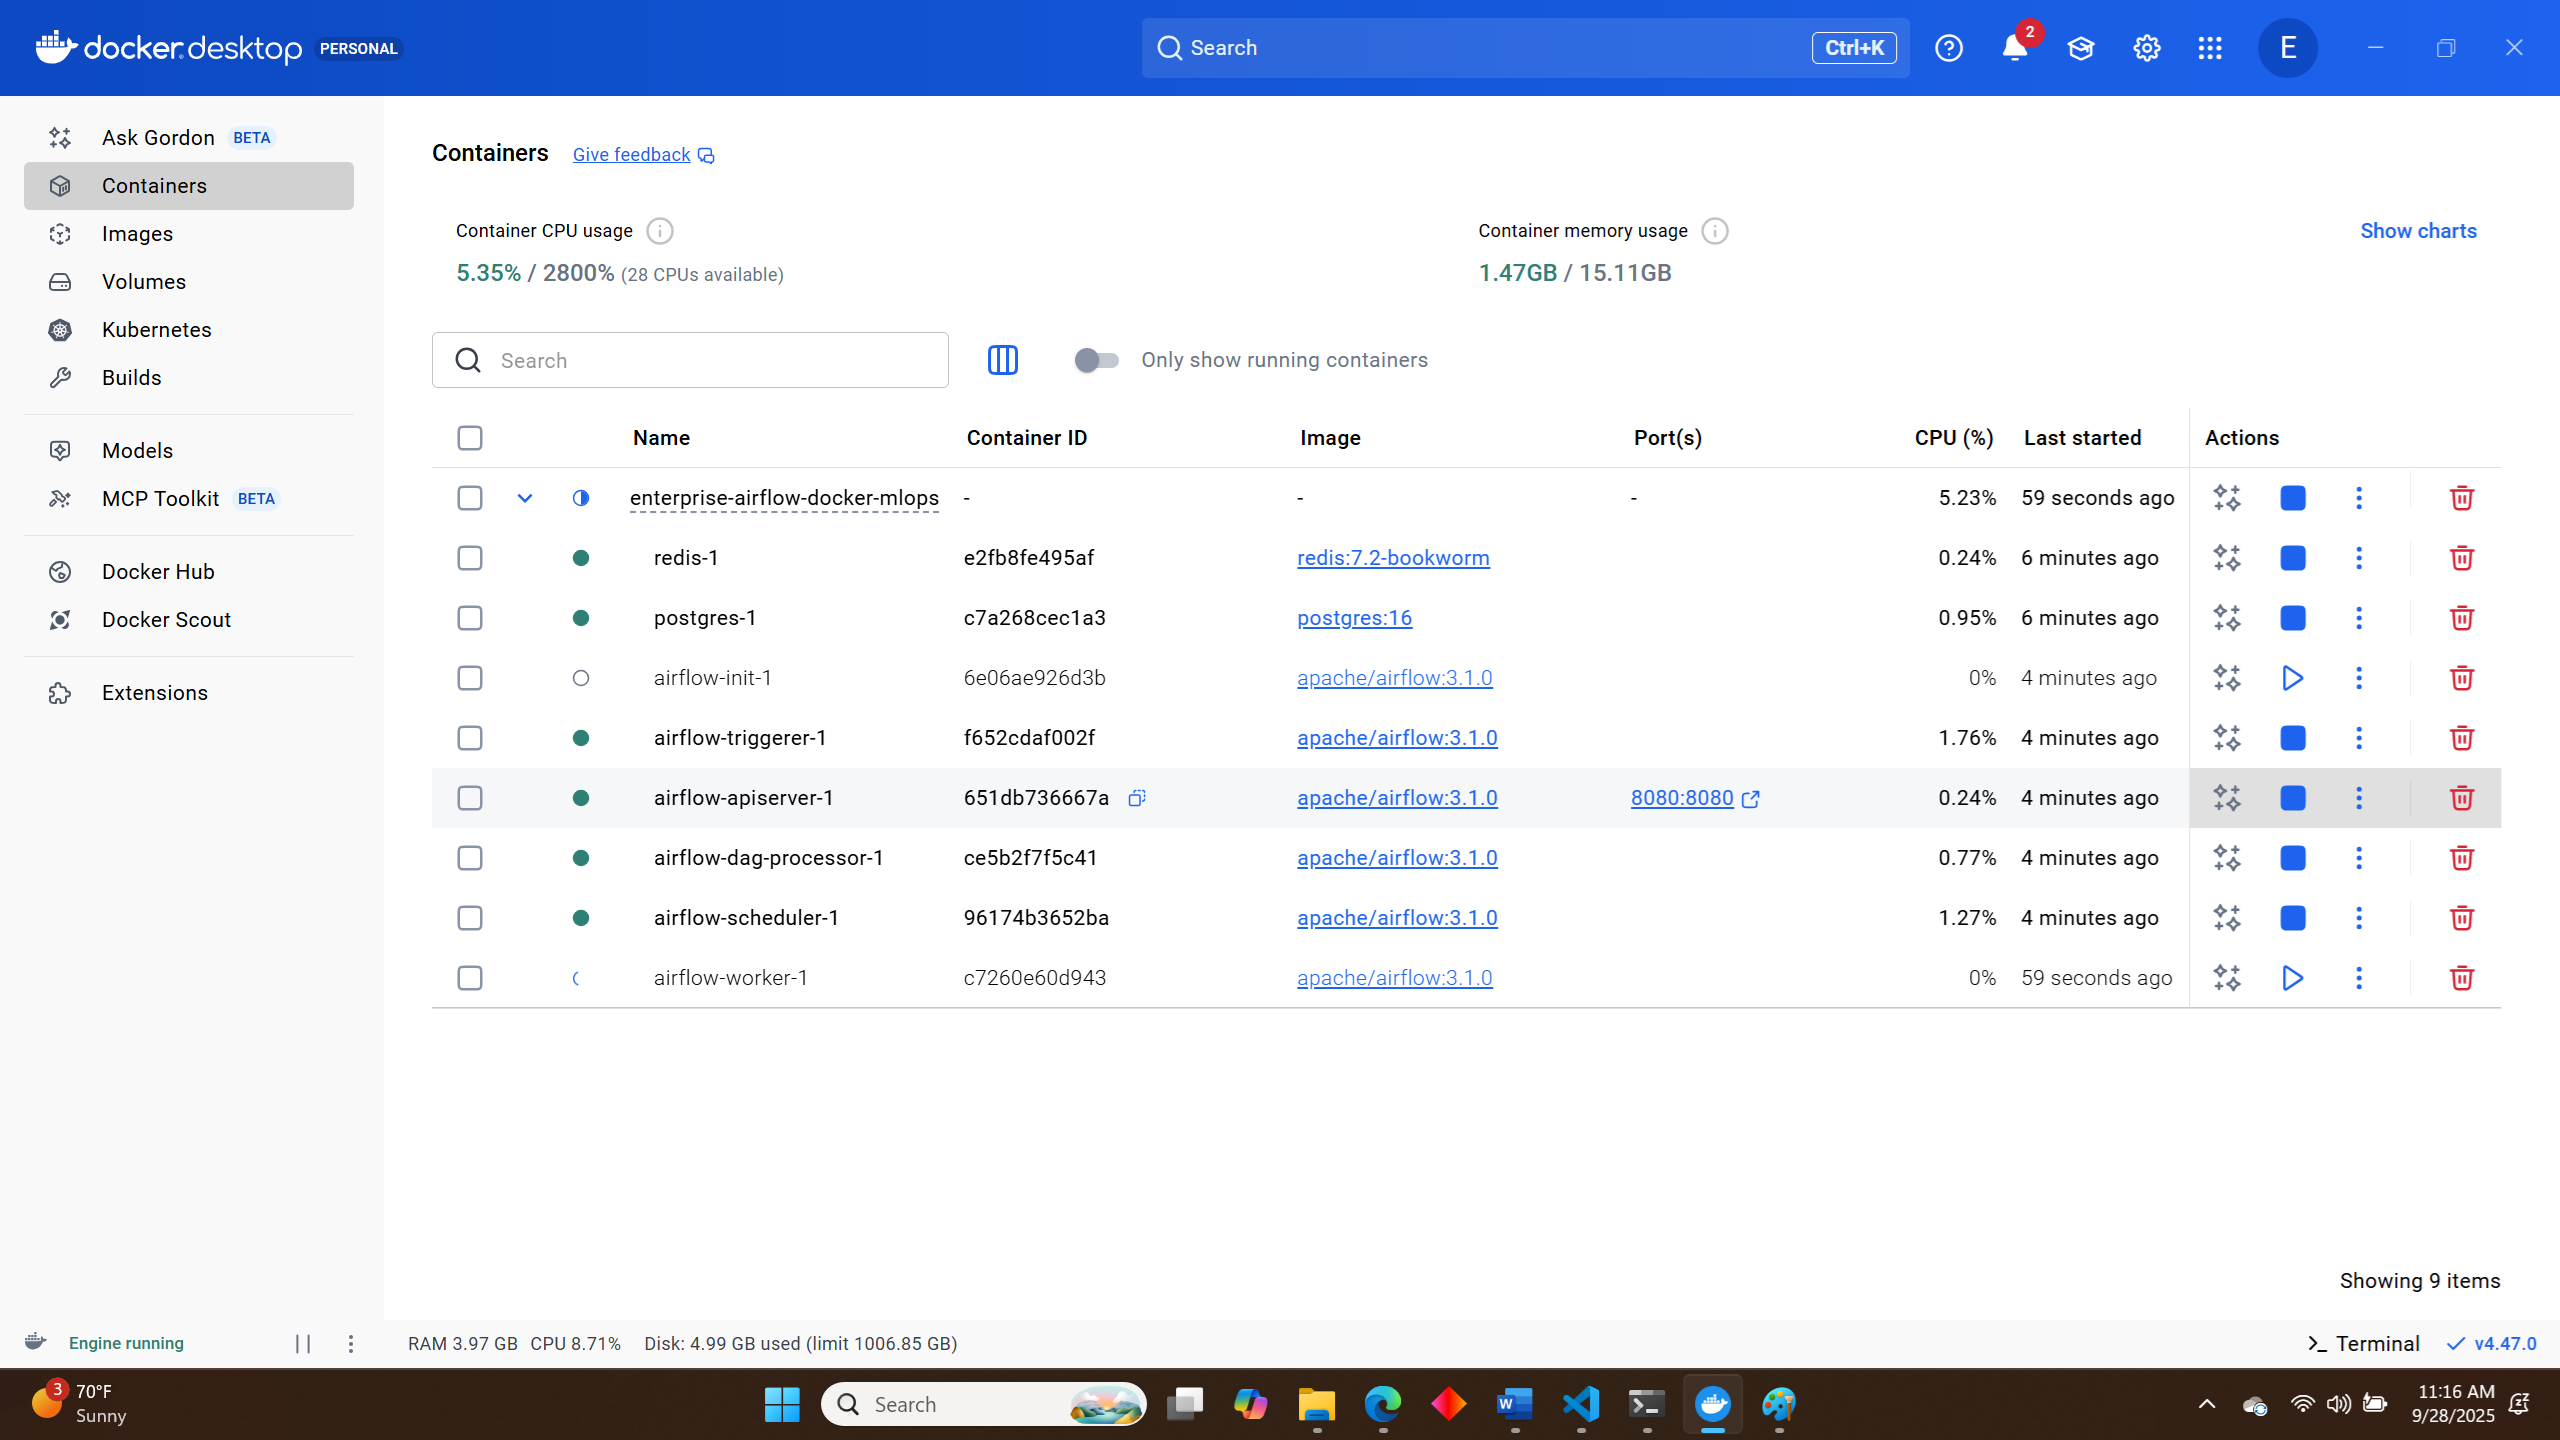 docker desktop PERSONAL
Search Ctrl+K
2
E
Ask Gordon BETA
Containers
Images
Volumes
Kubernetes
Builds
Models
MCP Toolkit BETA
Docker Hub
Docker Scout
Extensions
Containers Give feedback
Container CPU usage
5.35% / 2800% (28 CPUs available)
Container memory usage
1.47GB / 15.11GB
Show charts
Search
Only show running containers
Name Container ID Image Port(s) CPU (%) Last started Actions
enterprise-airflow-docker-mlops - - - 5.23% 59 seconds ago
redis-1 e2fb8fe495af redis:7.2-bookworm 0.24% 6 minutes ago
postgres-1 c7a268cec1a3 postgres:16 0.95% 6 minutes ago
airflow-init-1 6e06ae926d3b apache/airflow:3.1.0 0% 4 minutes ago
airflow-triggerer-1 f652cdaf002f apache/airflow:3.1.0 1.76% 4 minutes ago
airflow-apiserver-1 651db736667a apache/airflow:3.1.0 8080:8080 0.24% 4 minutes ago
airflow-dag-processor-1 ce5b2f7f5c41 apache/airflow:3.1.0 0.77% 4 minutes ago
airflow-scheduler-1 96174b3652ba apache/airflow:3.1.0 1.27% 4 minutes ago
airflow-worker-1 c7260e60d943 apache/airflow:3.1.0 0% 59 seconds ago
Showing 9 items
Engine running
RAM 3.97 GB CPU 8.71% Disk: 4.99 GB used (limit 1006.85 GB)
Terminal
v4.47.0
3
70°F
Sunny
Search
11:16 AM
9/28/2025